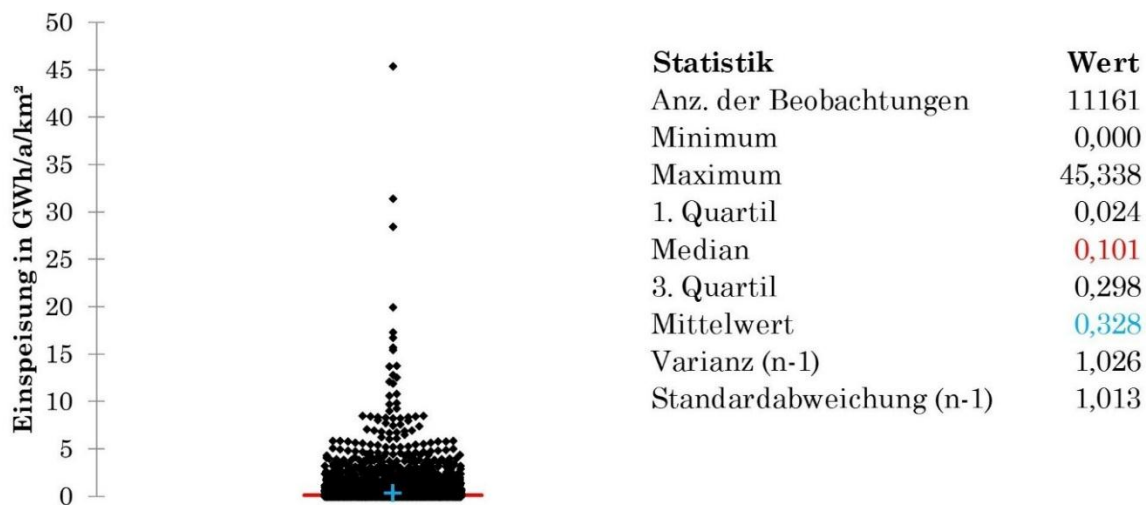 Einspeisung in GWh/a/km²
50
45
40
35
30
25
20
15
10
5
0
Statistik Wert
Anz. der Beobachtungen 11161
Minimum 0,000
Maximum 45,338
1. Quartil 0,024
Median 0,101
3. Quartil 0,298
Mittelwert 0,328
Varianz (n-1) 1,026
Standardabweichung (n-1) 1,013